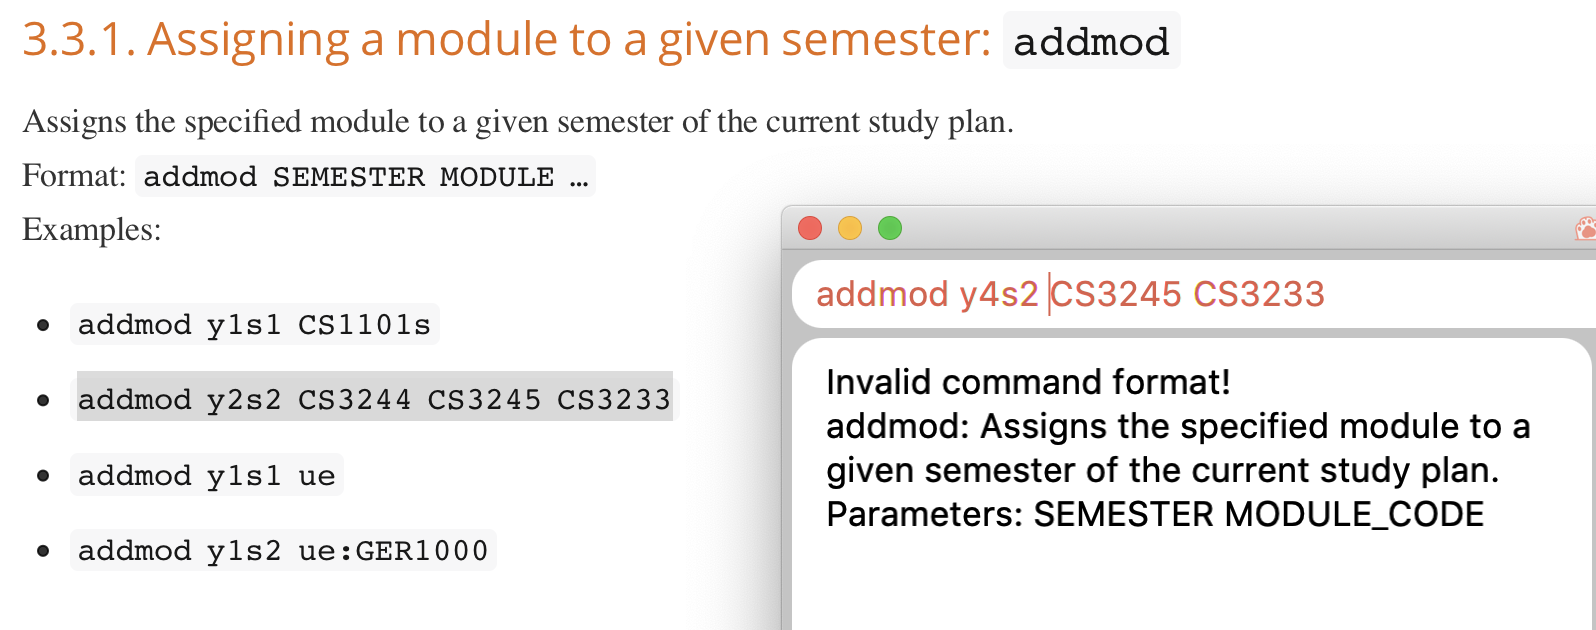 3.3.1. Assigning a module to a given semester: addmod
Assigns the specified module to a given semester of the current study plan.
Format: addmod SEMESTER MODULE …
Examples:
addmod y1s1 CS1101s
addmod y2s2 CS3244 CS3245 CS3233
addmod y1s1 ue
addmod y1s2 ue:GER1000
addmod y4s2 CS3245 CS3233
Invalid command format!
addmod: Assigns the specified module to a
given semester of the current study plan.
Parameters: SEMESTER MODULE_CODE